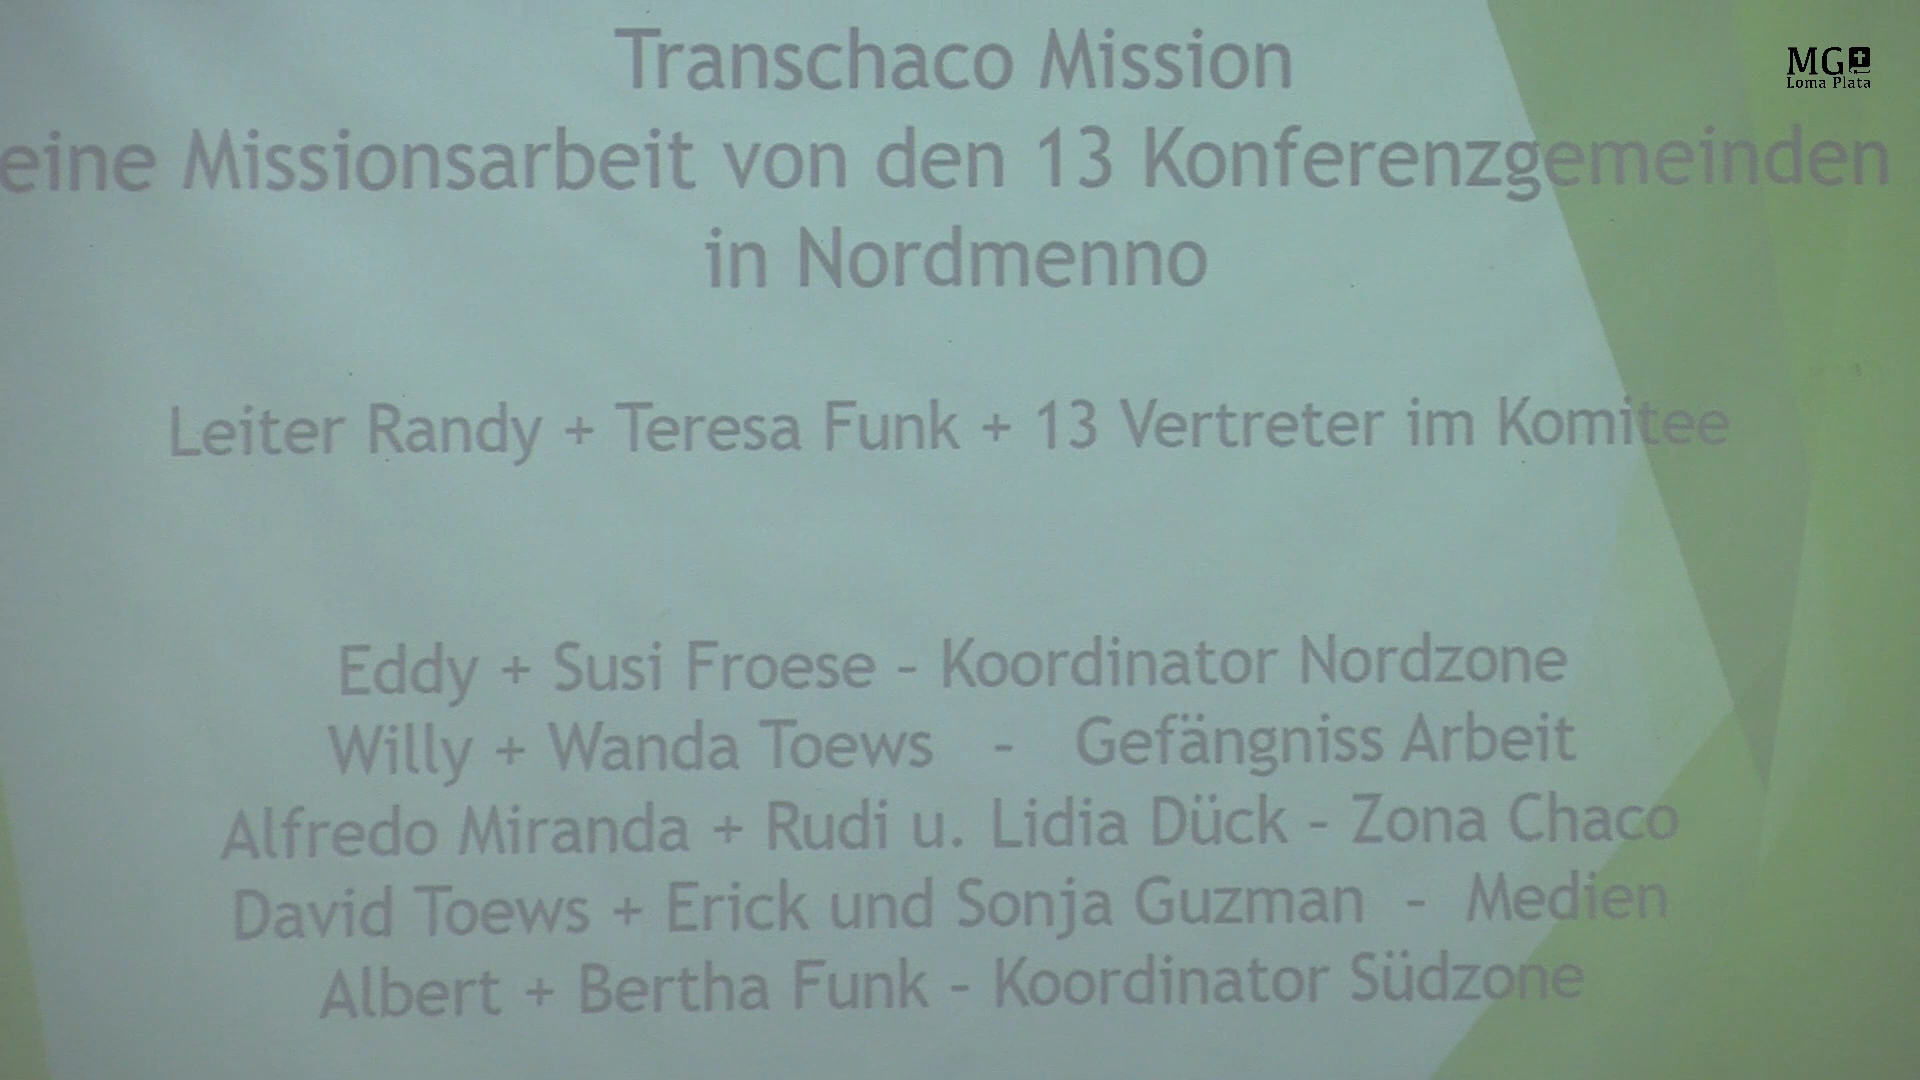 Transchaco Mission
MG
Loma Plata
eine Missionsarbeit von den 13 Konferenzgemeinden
in Nordmenno
Leiter Randy + Teresa Funk + 13 Vertreter im Komitee
Eddy + Susi Froese - Koordinator Nordzone
Willy + Wanda Toews - Gefängniss Arbeit
Alfredo Miranda + Rudi u. Lidia Dück - Zona Chaco
David Toews + Erick und Sonja Guzman - Medien
Albert + Bertha Funk - Koordinator Südzone